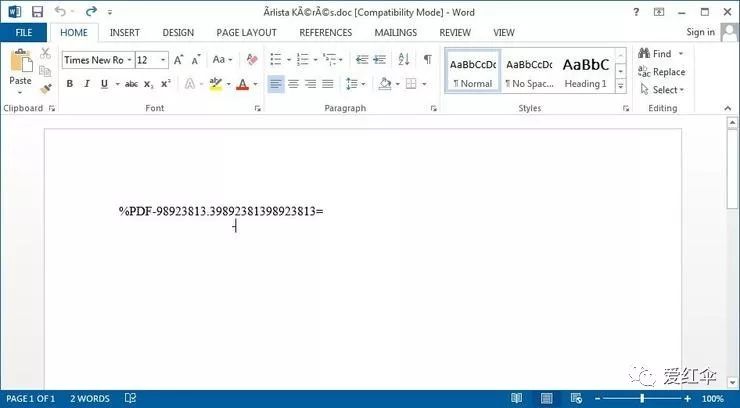 Ãrlista KÃ©rÃ©s.doc [Compatibility Mode] - Word
FILE HOME INSERT DESIGN PAGE LAYOUT REFERENCES MAILINGS REVIEW VIEW Sign in
Paste
Times New Ro 12 A A Aa
B I U abc x₂ x² A A
AaBbCcDc AaBbCcDc AaBbC
¶ Normal ¶ No Spac... Heading 1
Find
Replace
Select
Clipboard Font Paragraph Styles Editing
%PDF-98923813.39892381398923813=
PAGE 1 OF 1 2 WORDS 100%
爱红伞